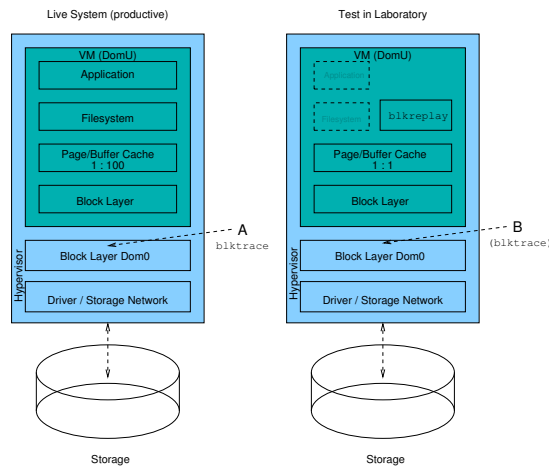 Live System (productive)
VM (DomU)
Application
Filesystem
Page/Buffer Cache
1 : 100
Block Layer
A
blktrace
Hypervisor
Block Layer Dom0
Driver / Storage Network
Storage
Test in Laboratory
VM (DomU)
Application
Filesystem
blkreplay
Page/Buffer Cache
1 : 1
Block Layer
B
(blktrace)
Hypervisor
Block Layer Dom0
Driver / Storage Network
Storage